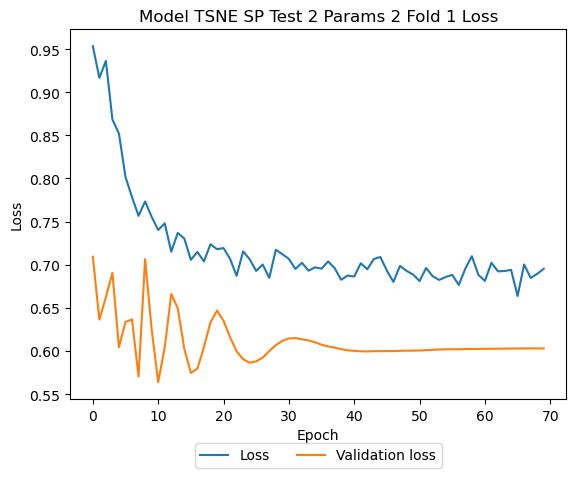 Model TSNE SP Test 2 Params 2 Fold 1 Loss
0.95
0.90
0.85
0.80
0.75
0.70
0.65
0.60
0.55
Loss
0 10 20 30 40 50 60 70
Epoch
Loss Validation loss